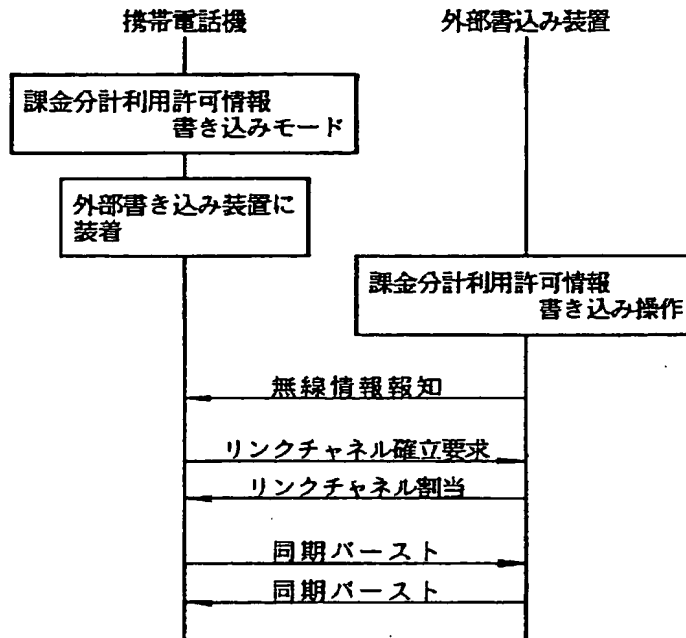 携帯電話機
外部書込み装置
課金分計利用許可情報
書き込みモード
外部書き込み装置に
装着
課金分計利用許可情報
書き込み操作
無線情報報知
リンクチャネル確立要求
リンクチャネル割当
同期バースト
同期バースト